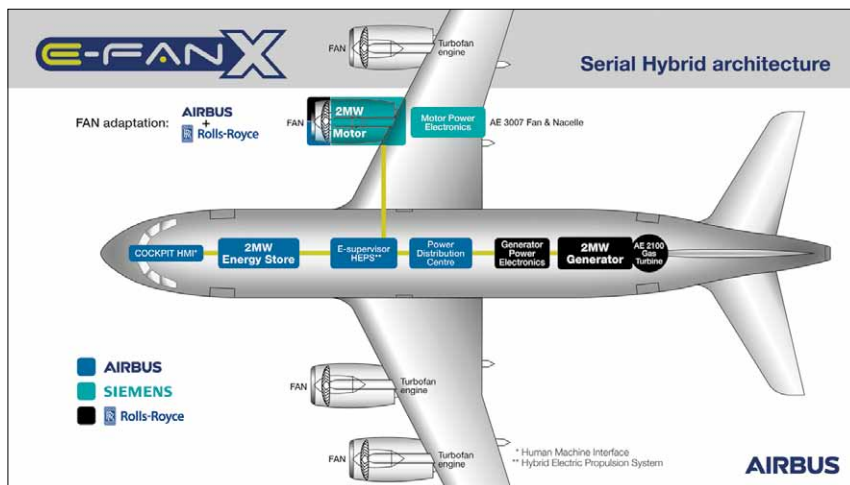 E-FAN X
Serial Hybrid architecture
FAN
Turbofan
engine
FAN adaptation:
AIRBUS
+
Rolls-Royce
FAN
2MW
Motor
Motor Power
Electronics
AE 3007 Fan & Nacelle
COCKPIT HMI*
2MW
Energy Store
E-supervisor
HEPS**
Power
Distribution
Centre
Generator
Power
Electronics
2MW
Generator
AE 2100
Gas
Turbine
AIRBUS
SIEMENS
Rolls-Royce
FAN
Turbofan
engine
FAN
Turbofan
engine
* Human Machine Interface
** Hybrid Electric Propulsion System
AIRBUS